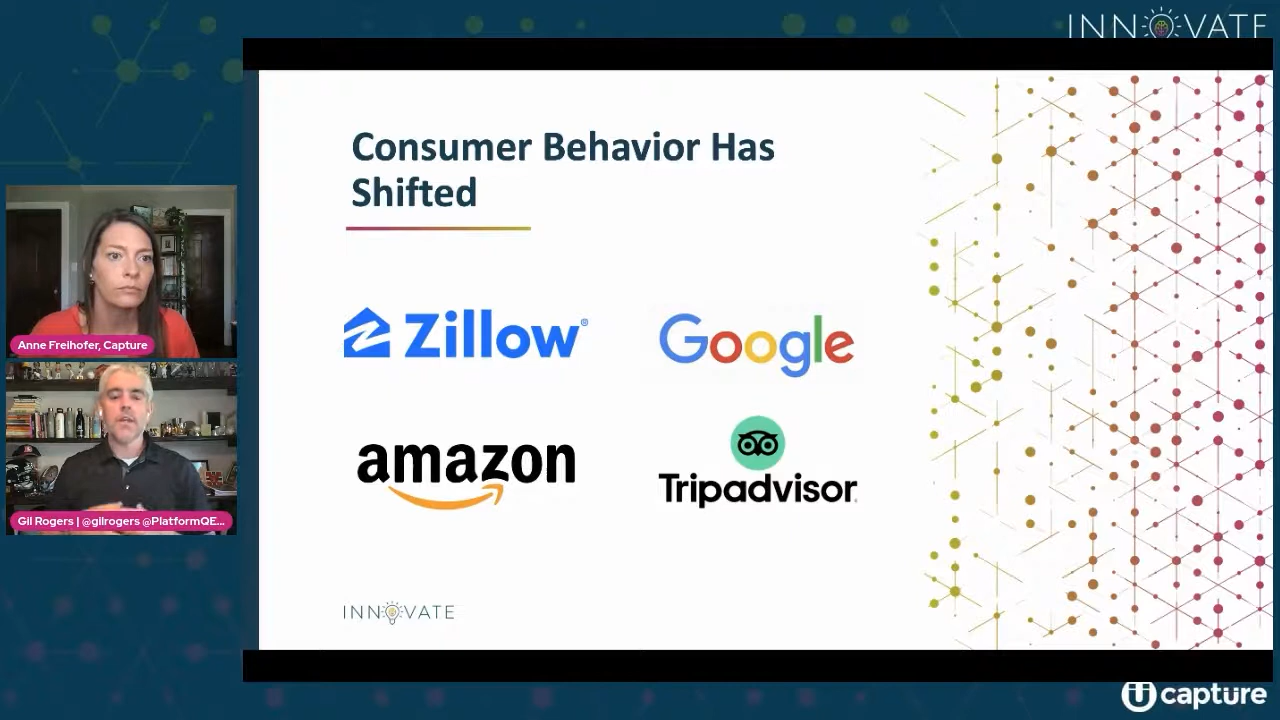 INNOVATE
Consumer Behavior Has
Shifted
Zillow®
Google
amazon
Tripadvisor
Anne Freihofer, Capture
Gil Rogers | @gilrogers @PlatformQE...
INNOVATE
capture